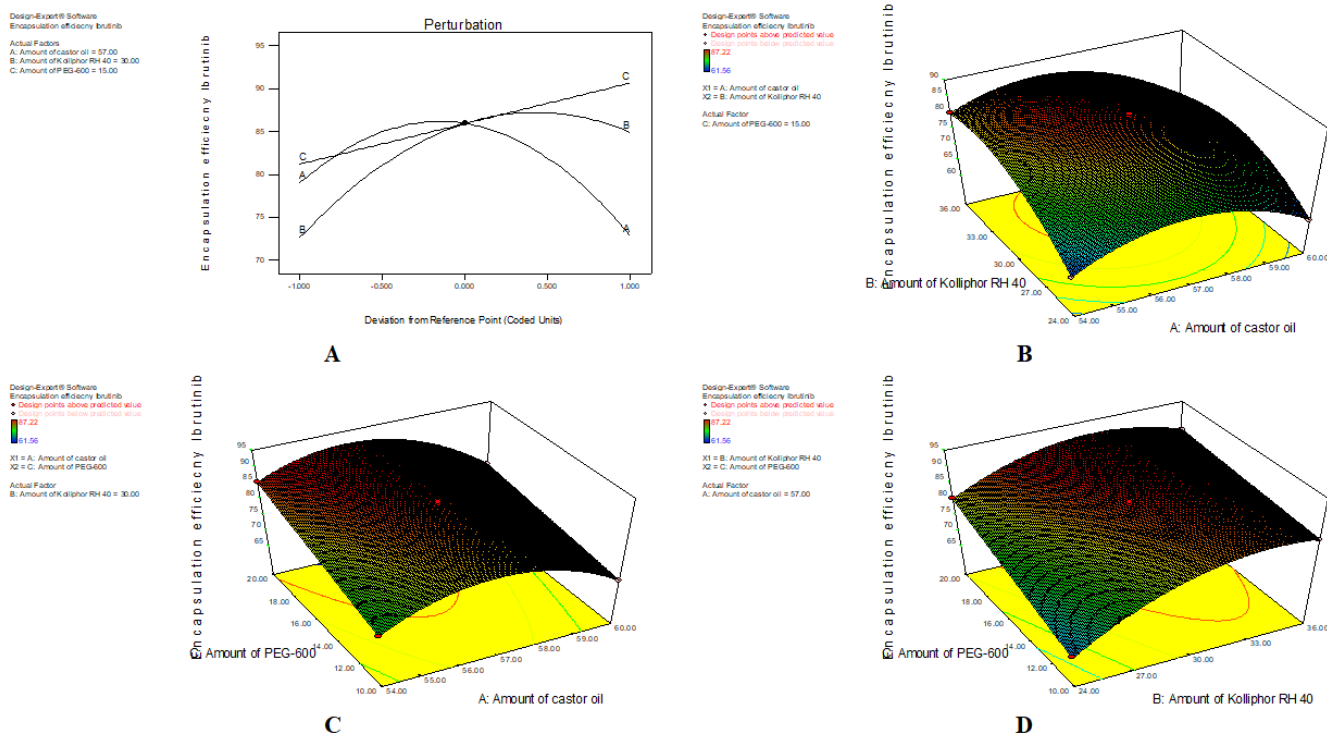 Design-Expert® Software
Encapsulation efficiecny Ibrutinib
Actual Factors
A: Amount of castor oil = 57.00
B: Amount of Kolliphor RH 40 = 30.00
C: Amount of PEG-600 = 15.00
Perturbation
Encapsulation efficiecny Ibrutinib
95
90
85
80
75
70
C
B
A
C
A
B
-1.000
-0.500
0.000
0.500
1.000
Deviation from Reference Point (Coded Units)
A
Design-Expert® Software
Encapsulation efficiecny Ibrutinib
Design points above predicted value
Design points below predicted value
87.22
61.56
X1 = A: Amount of castor oil
X2 = B: Amount of Kolliphor RH 40
Actual Factor
C: Amount of PEG-600 = 15.00
Encapsulation efficiecny Ibrutinib
90
85
80
75
70
65
60
36.00
33.00
30.00
27.00
24.00
54.00
55.00
56.00
57.00
58.00
59.00
60.00
B: Amount of Kolliphor RH 40
A: Amount of castor oil
B
Design-Expert® Software
Encapsulation efficiecny Ibrutinib
Design points above predicted value
Design points below predicted value
87.22
61.56
X1 = A: Amount of castor oil
X2 = C: Amount of PEG-600
Actual Factor
B: Amount of Kolliphor RH 40 = 30.00
Encapsulation efficiecny Ibrutinib
95
90
85
80
75
70
65
20.00
18.00
16.00
14.00
12.00
10.00
54.00
55.00
56.00
57.00
58.00
59.00
60.00
C: Amount of PEG-600
A: Amount of castor oil
C
Design-Expert® Software
Encapsulation efficiecny Ibrutinib
Design points above predicted value
Design points below predicted value
87.22
61.56
X1 = B: Amount of Kolliphor RH 40
X2 = C: Amount of PEG-600
Actual Factor
A: Amount of castor oil = 57.00
Encapsulation efficiecny Ibrutinib
95
90
85
80
75
70
65
20.00
18.00
16.00
14.00
12.00
10.00
24.00
27.00
30.00
33.00
36.00
C: Amount of PEG-600
B: Amount of Kolliphor RH 40
D